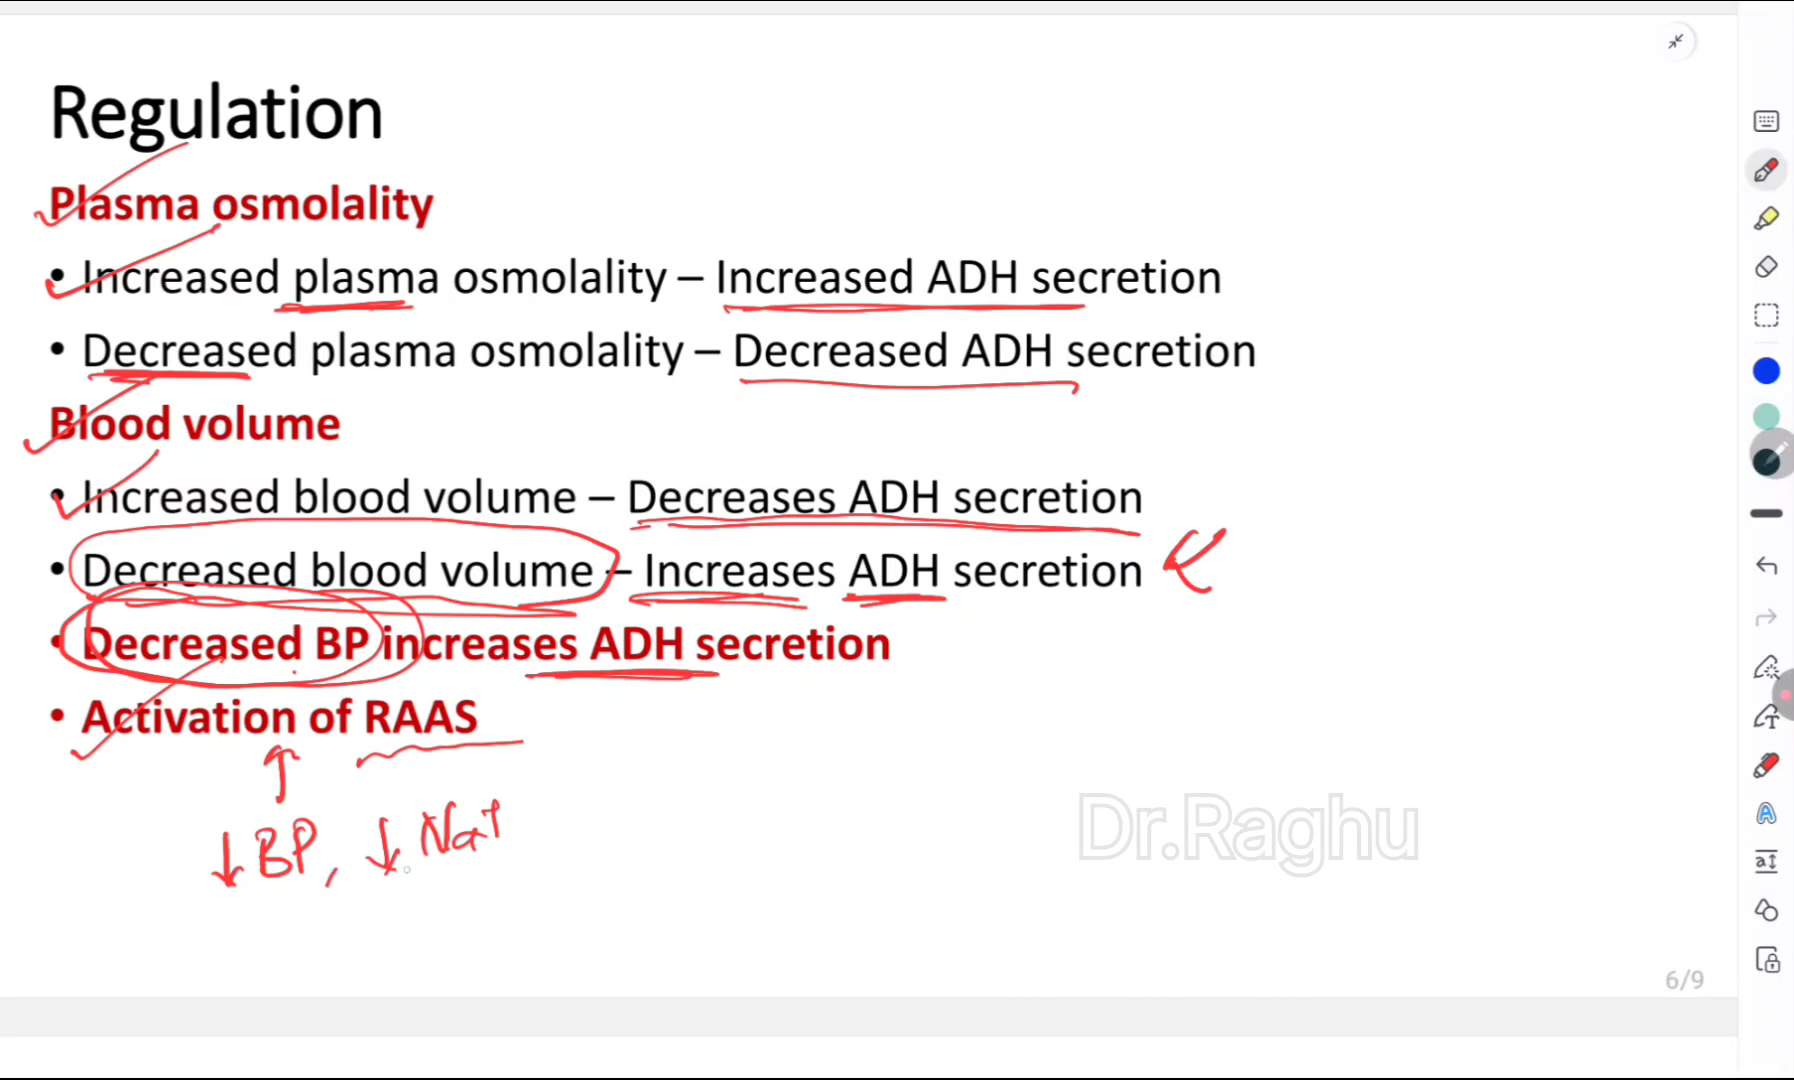 Regulation
Plasma osmolality
• Increased plasma osmolality – Increased ADH secretion
• Decreased plasma osmolality – Decreased ADH secretion
Blood volume
• Increased blood volume – Decreases ADH secretion
• Decreased blood volume – Increases ADH secretion
• Decreased BP increases ADH secretion
• Activation of RAAS
↑
↓ BP, ↓ Na+
Dr.Raghu
6/9